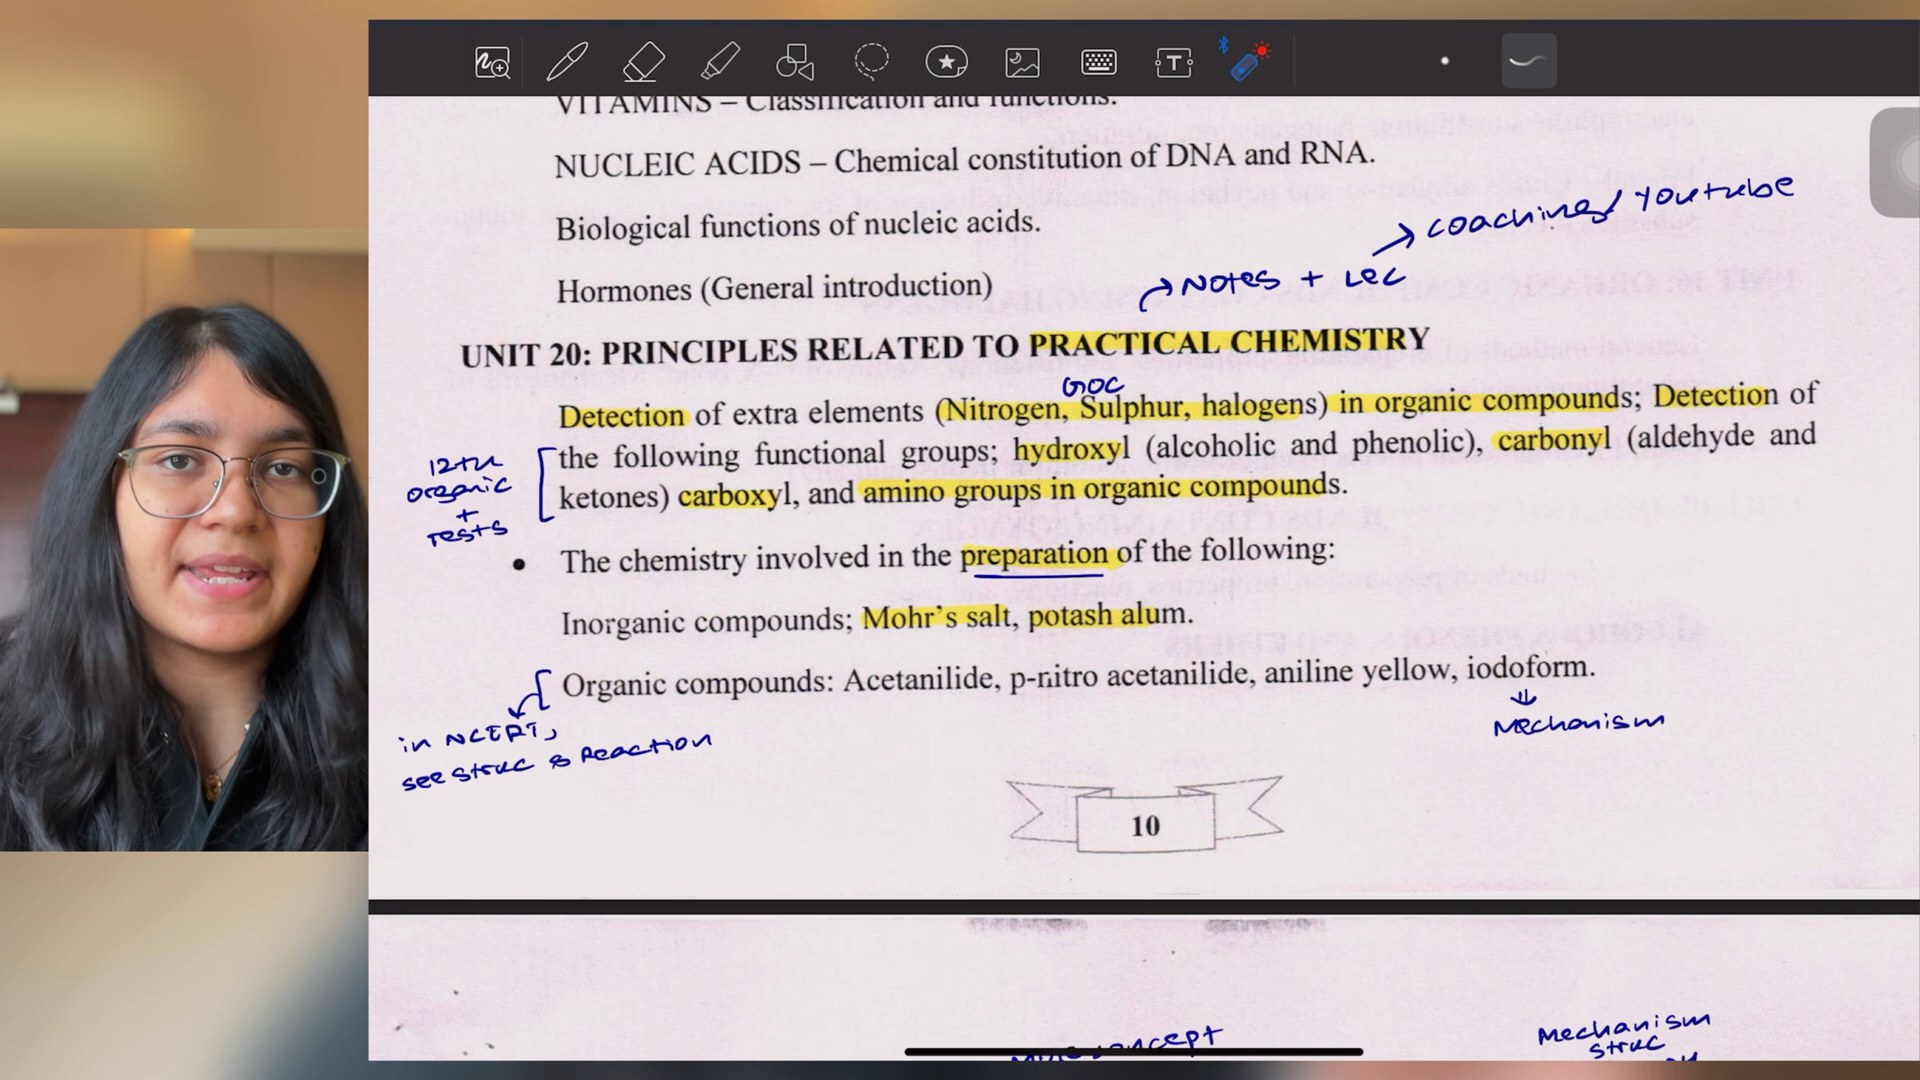 VITAMINS – Classification and functions.
NUCLEIC ACIDS – Chemical constitution of DNA and RNA.
coaching/ Youtube
Biological functions of nucleic acids.
→ Notes + Lec
Hormones (General introduction)
UNIT 20: PRINCIPLES RELATED TO PRACTICAL CHEMISTRY
GOC
Detection of extra elements (Nitrogen, Sulphur, halogens) in organic compounds; Detection of
the following functional groups; hydroxyl (alcoholic and phenolic), carbonyl (aldehyde and
ketones) carboxyl, and amino groups in organic compounds.
12th
organic
+
Tests
• The chemistry involved in the preparation of the following:
Inorganic compounds; Mohr's salt, potash alum.
Organic compounds: Acetanilide, p-nitro acetanilide, aniline yellow, iodoform.
Mechanism
in NCERT,
see struc & Reaction
10
concept
Mechanism
struc